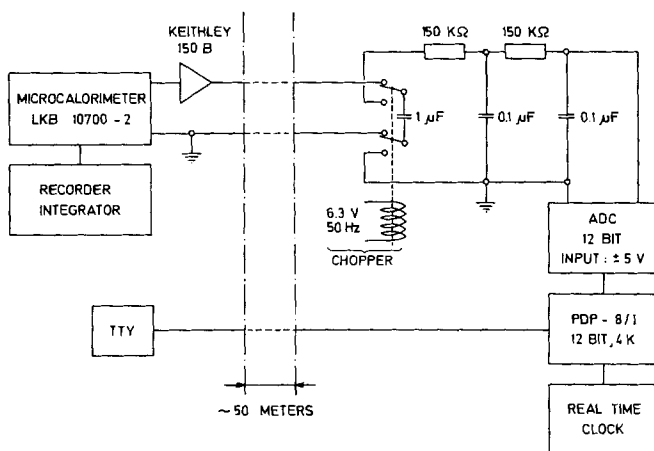 KEITHLEY
150 B
MICROCALORIMETER
LKB 10700-2
RECORDER
INTEGRATOR
150 KΩ
150 KΩ
1 µF
0.1 µF
0.1 µF
6.3 V
50 Hz
CHOPPER
ADC
12 BIT
INPUT: ± 5 V
TTY
PDP - 8/I
12 BIT, 4 K
~ 50 METERS
REAL TIME
CLOCK